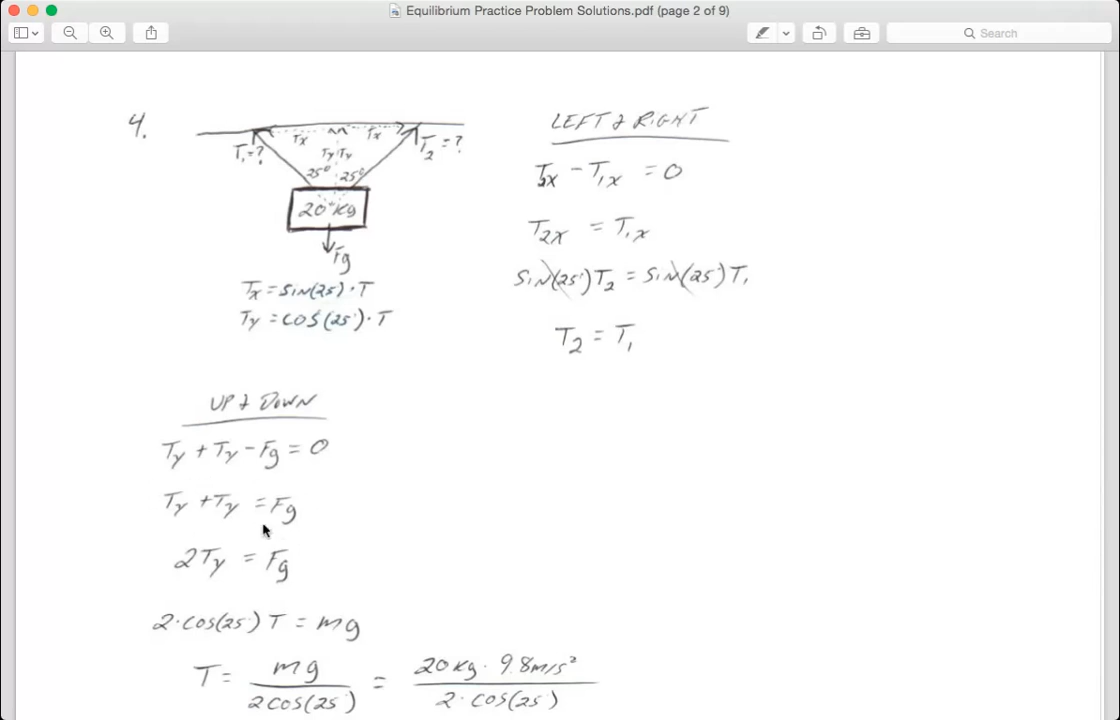 Equilibrium Practice Problem Solutions.pdf (page 2 of 9)
Search
4.
Tx Tx
T₁=? Ty Ty T₂=?
25° 25°
20 kg
Fg
Tx = sin(25)·T
Ty = cos(25°)·T
LEFT & RIGHT
T₂x - T₁x = 0
T₂x = T₁x
sin(25°)T₂ = sin(25°)T₁
T₂ = T₁
UP & DOWN
Ty + Ty - Fg = 0
Ty + Ty = Fg
2Ty = Fg
2·cos(25°)T = mg
T = mg / 2cos(25°) = 20kg · 9.8m/s² / 2·cos(25°)